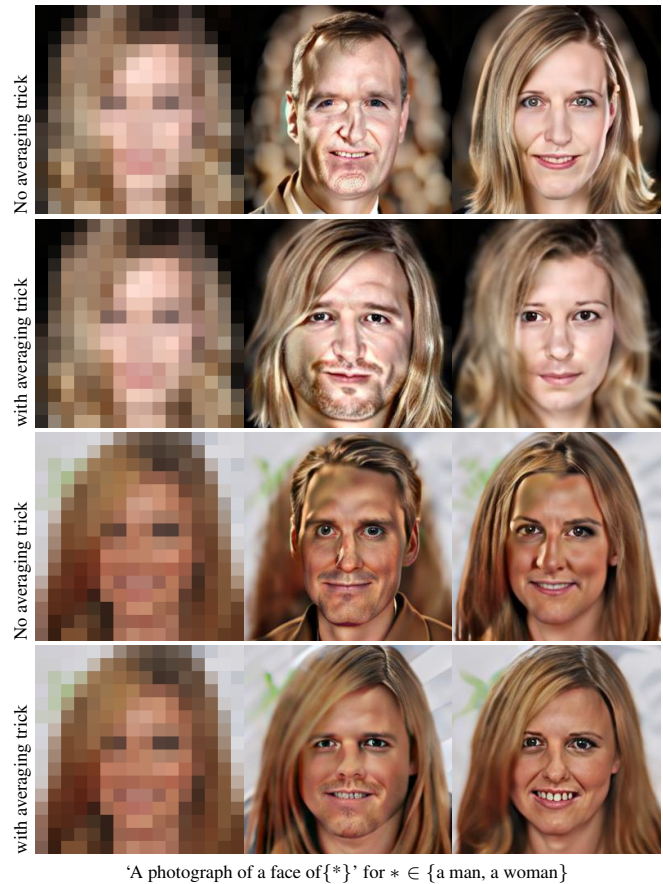 No averaging trick
with averaging trick
No averaging trick
with averaging trick
‘A photograph of a face of{*}’ for ∗ ∈ {a man, a woman}